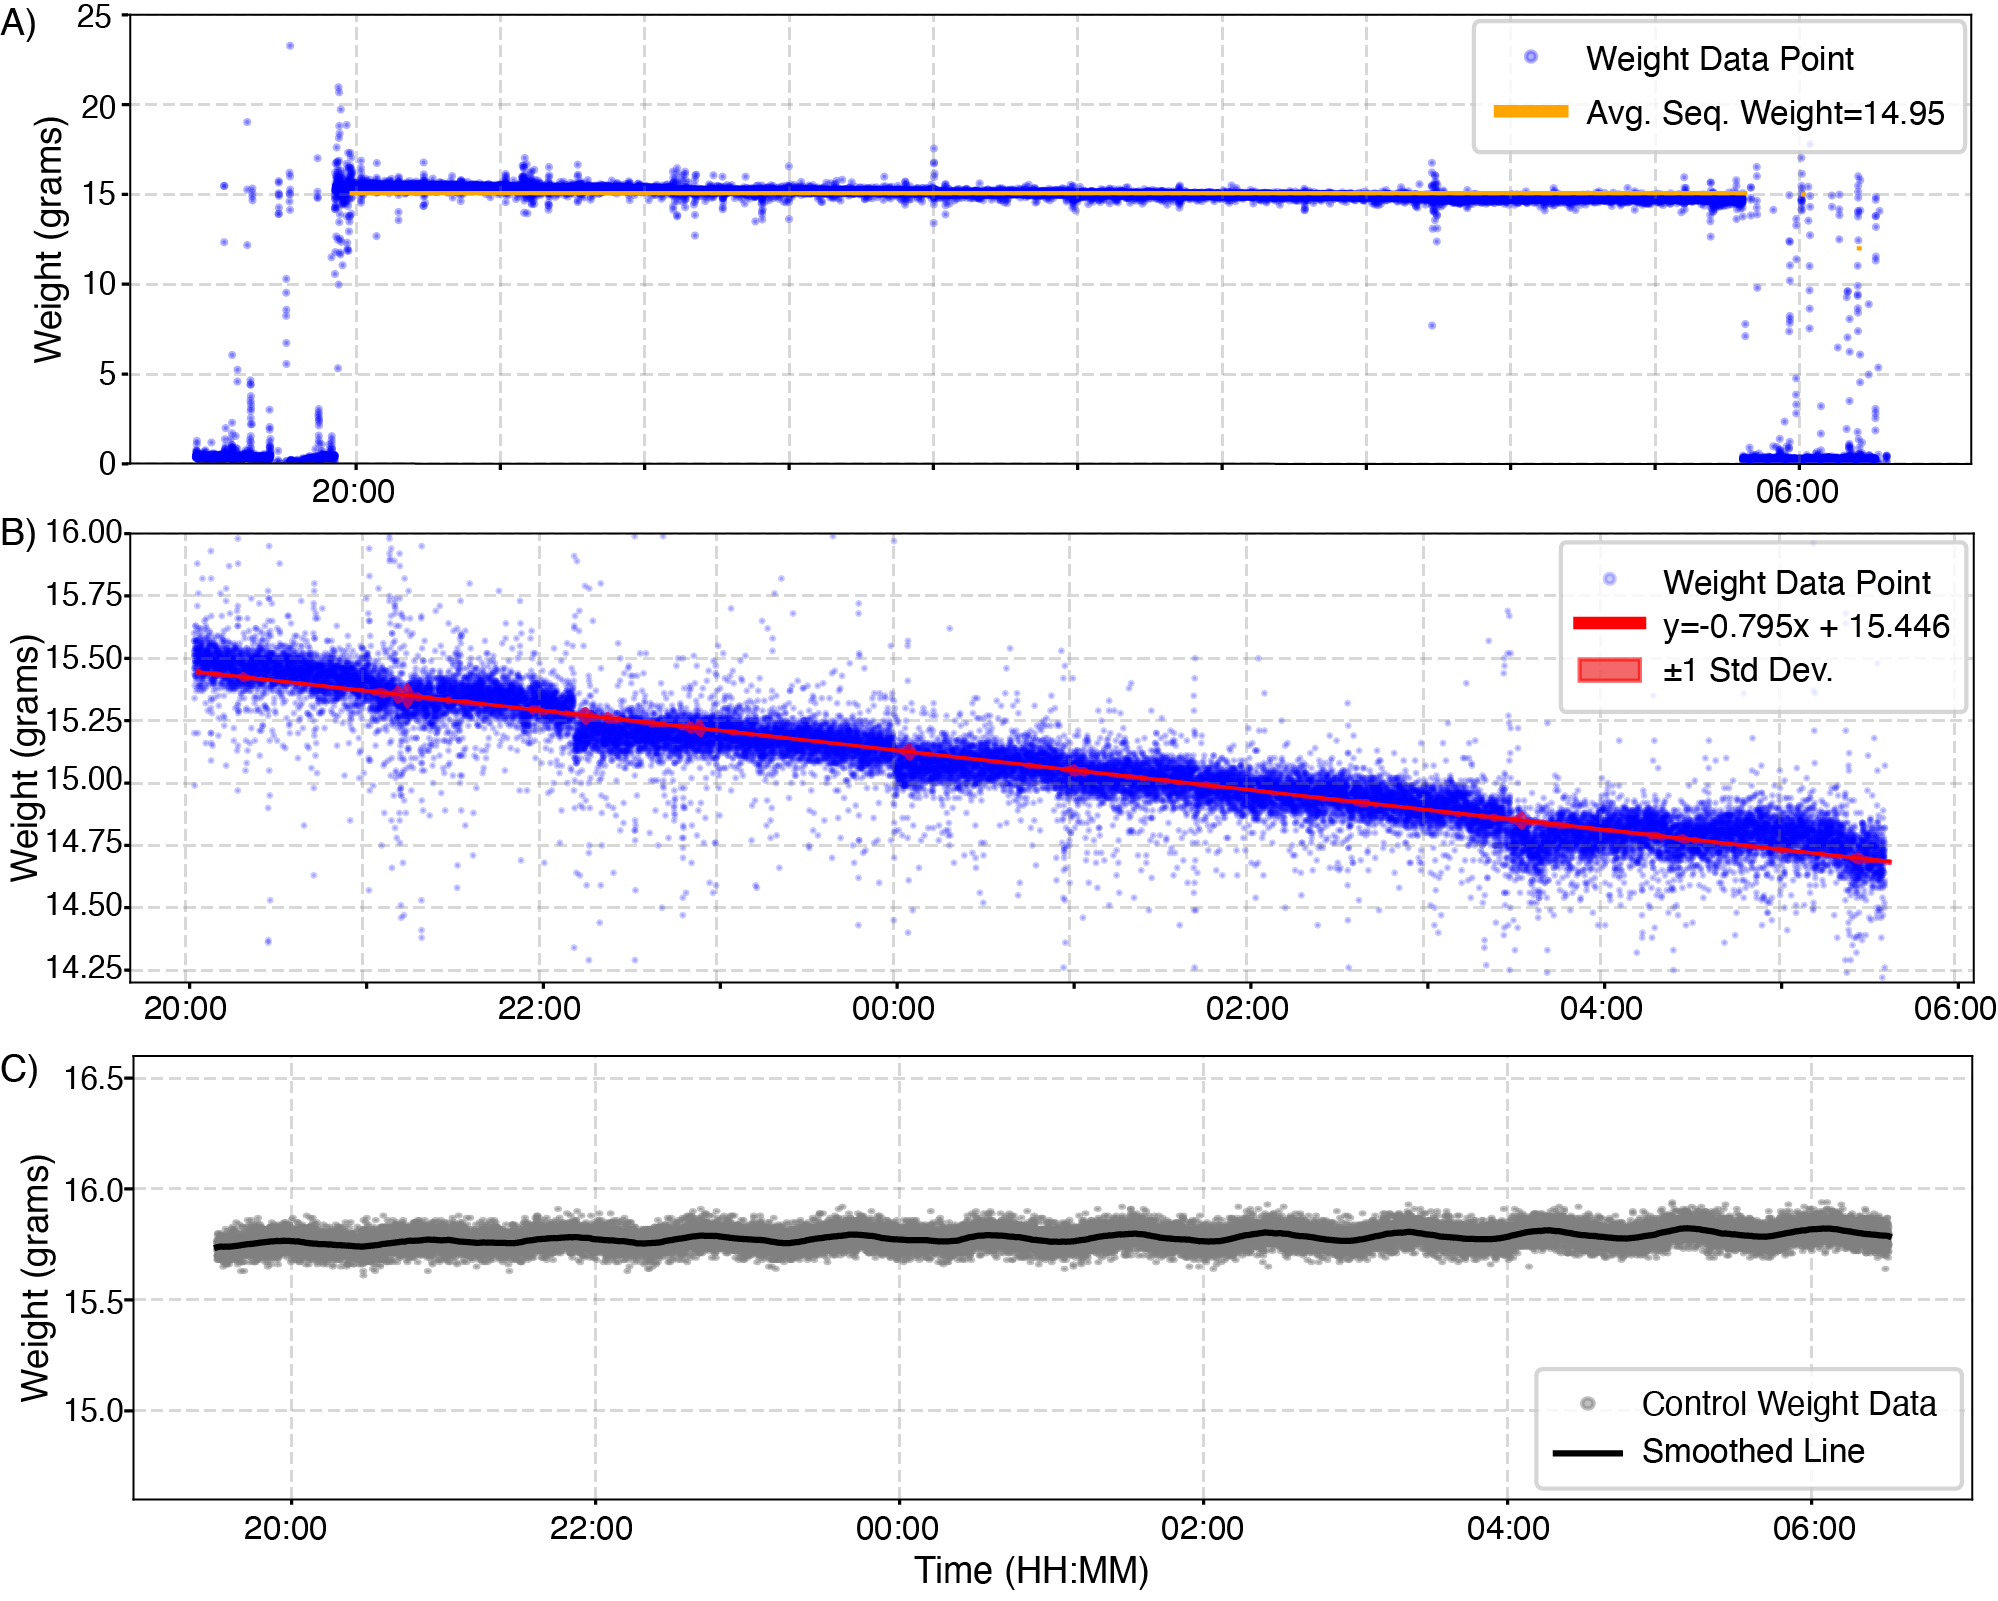 A)
25
20
15
10
5
0
Weight (grams)
Weight Data Point
Avg. Seq. Weight=14.95
20:00
06:00
B)
16.00
15.75
15.50
15.25
15.00
14.75
14.50
14.25
Weight (grams)
Weight Data Point
y=-0.795x + 15.446
±1 Std Dev.
20:00
22:00
00:00
02:00
04:00
06:00
C)
16.5
16.0
15.5
15.0
Weight (grams)
Control Weight Data
Smoothed Line
20:00
22:00
00:00
02:00
04:00
06:00
Time (HH:MM)